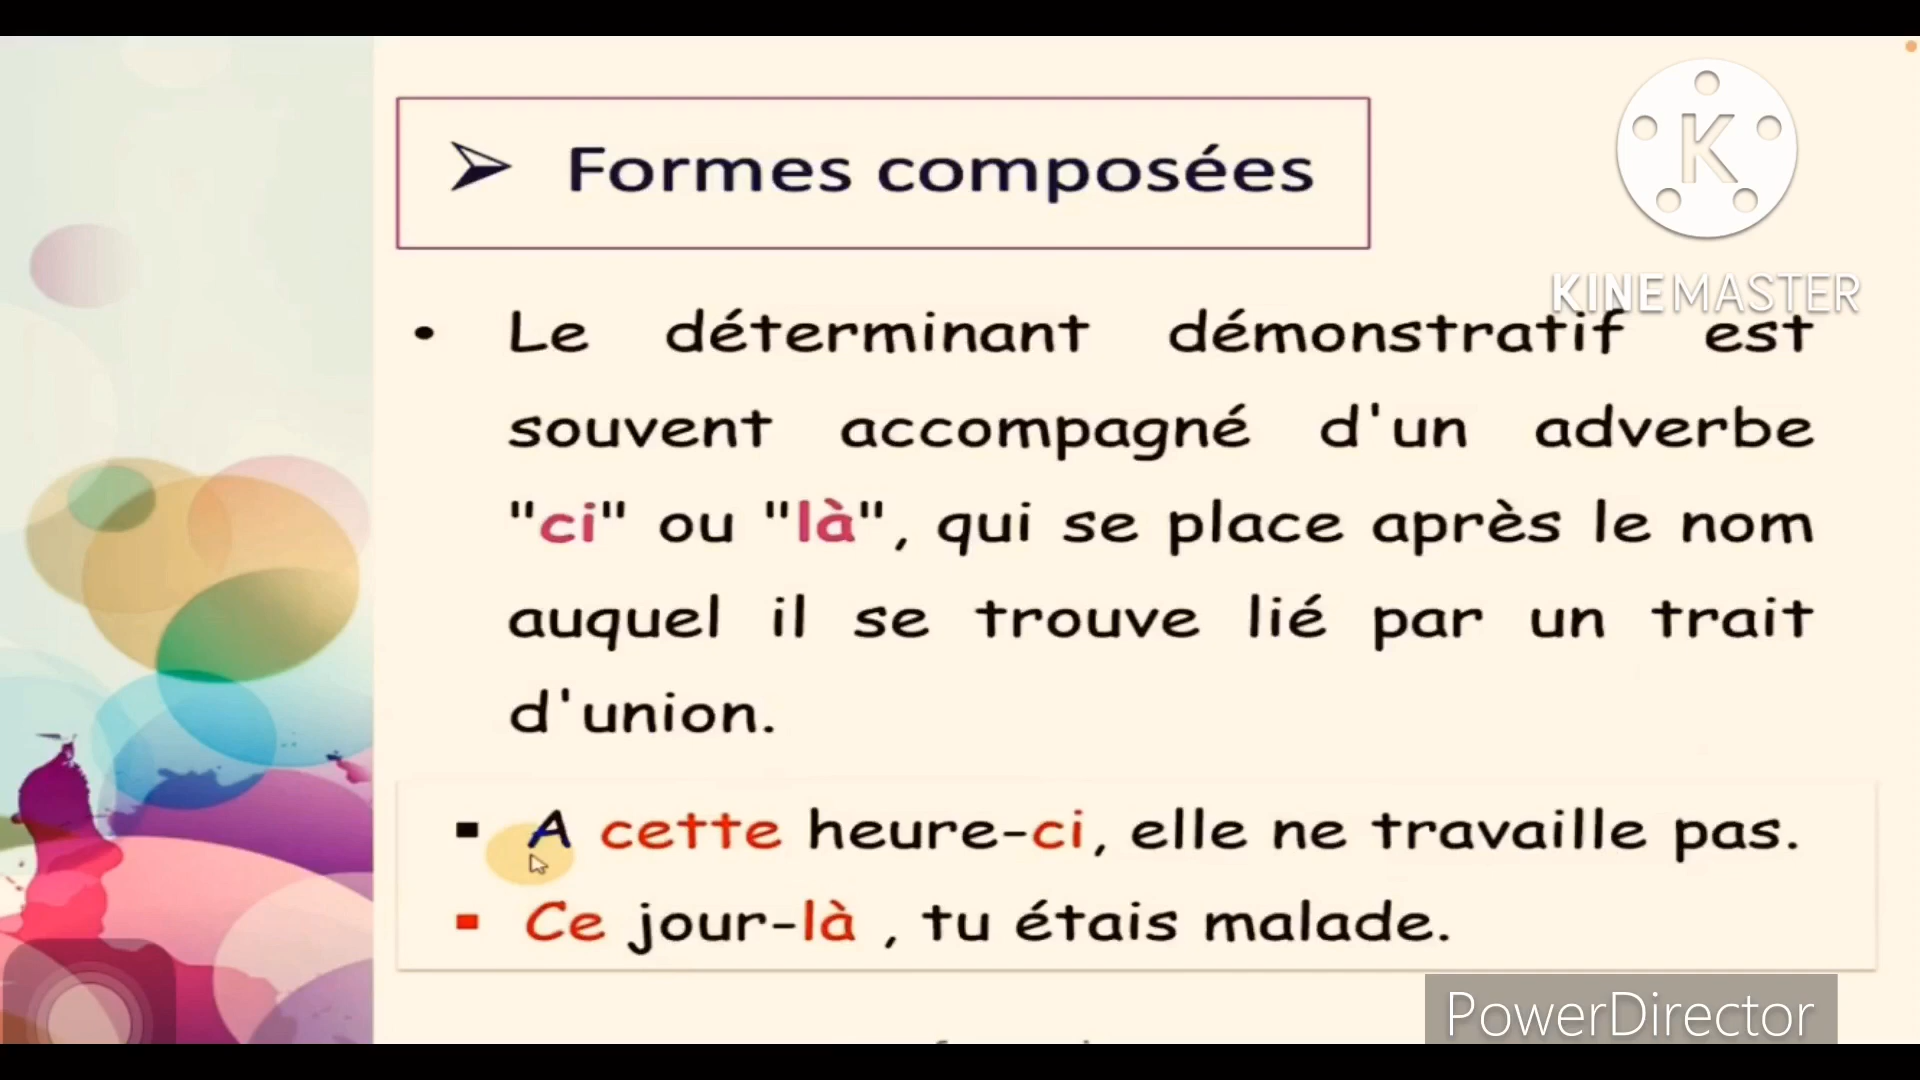 ➢ Formes composées
K
KINEMASTER
• Le déterminant démonstratif est
souvent accompagné d'un adverbe
"ci" ou "là", qui se place après le nom
auquel il se trouve lié par un trait
d'union.
▪ A cette heure-ci, elle ne travaille pas.
▪ Ce jour-là , tu étais malade.
PowerDirector